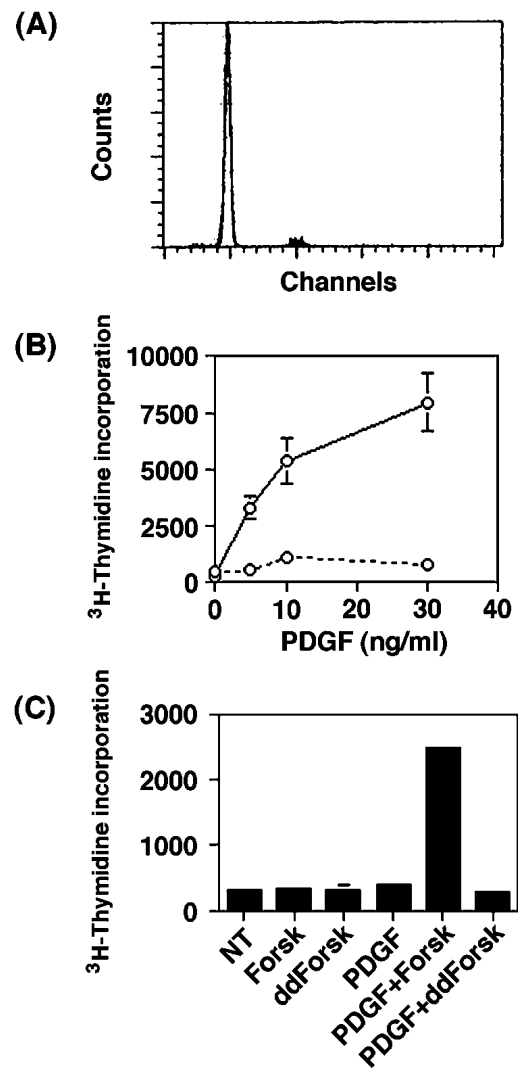 (A)
Counts
Channels
(B)
³H-Thymidine incorporation
10000
7500
5000
2500
0
0 10 20 30 40
PDGF (ng/ml)
(C)
³H-Thymidine incorporation
3000
2000
1000
0
NT
Forsk
ddForsk
PDGF
PDGF+Forsk
PDGF+ddForsk